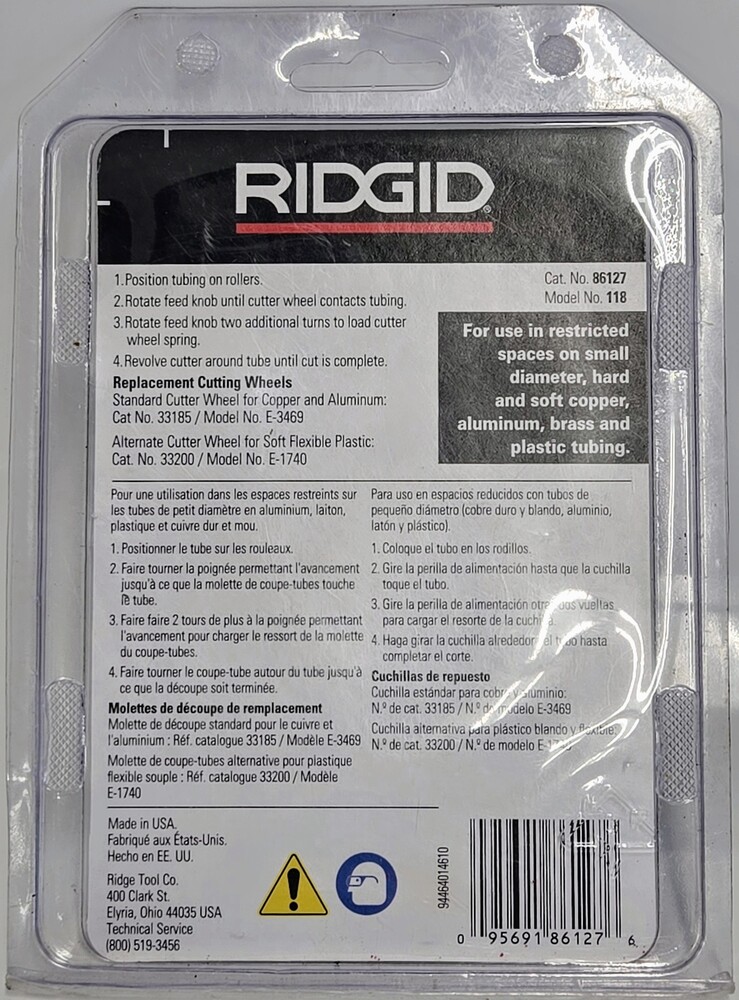 RIDGID®
1. Position tubing on rollers.
2. Rotate feed knob until cutter wheel contacts tubing.
3. Rotate feed knob two additional turns to load cutter
wheel spring.
4. Revolve cutter around tube until cut is complete.
Replacement Cutting Wheels
Standard Cutter Wheel for Copper and Aluminum:
Cat No. 33185 / Model No. E-3469
Alternate Cutter Wheel for Soft Flexible Plastic:
Cat. No. 33200 / Model No. E-1740
Cat. No. 86127
Model No. 118
For use in restricted
spaces on small
diameter, hard
and soft copper,
aluminum, brass and
plastic tubing.
Pour une utilisation dans les espaces restreints sur
les tubes de petit diamètre en aluminium, laiton,
plastique et cuivre dur et mou.
1. Positionner le tube sur les rouleaux.
2. Faire tourner la poignée permettant l'avancement
jusqu'à ce que la molette de coupe-tubes touche
le tube.
3. Faire faire 2 tours de plus à la poignée permettant
l'avancement pour charger le ressort de la molette
du coupe-tubes.
4. Faire tourner le coupe-tube autour du tube jusqu'à
ce que la découpe soit terminée.
Molettes de découpe de remplacement
Molette de découpe standard pour le cuivre et
l'aluminium : Réf. catalogue 33185 / Modèle E-3469
Molette de coupe-tubes alternative pour plastique
flexible souple : Réf. catalogue 33200 / Modèle
E-1740
Para uso en espacios reducidos con tubos de
pequeño diámetro (cobre duro y blando, aluminio,
latón y plástico).
1. Coloque el tubo en los rodillos.
2. Gire la perilla de alimentación hasta que la cuchilla
toque el tubo.
3. Gire la perilla de alimentación otras dos vueltas
para cargar el resorte de la cuchilla.
4. Haga girar la cuchilla alrededor el tubo hasta
completar el corte.
Cuchillas de repuesto
Cuchilla estándar para cobre y aluminio:
N.º de cat. 33185 / N.º de modelo E-3469
Cuchilla alternativa para plástico blando y flexible:
N.º de cat. 33200 / N.º de modelo
Made in USA.
Fabriqué aux États-Unis.
Hecho en EE. UU.
Ridge Tool Co.
400 Clark St.
Elyria, Ohio 44035 USA
Technical Service
(800) 519-3456
94464014610
0 95691 86127 6